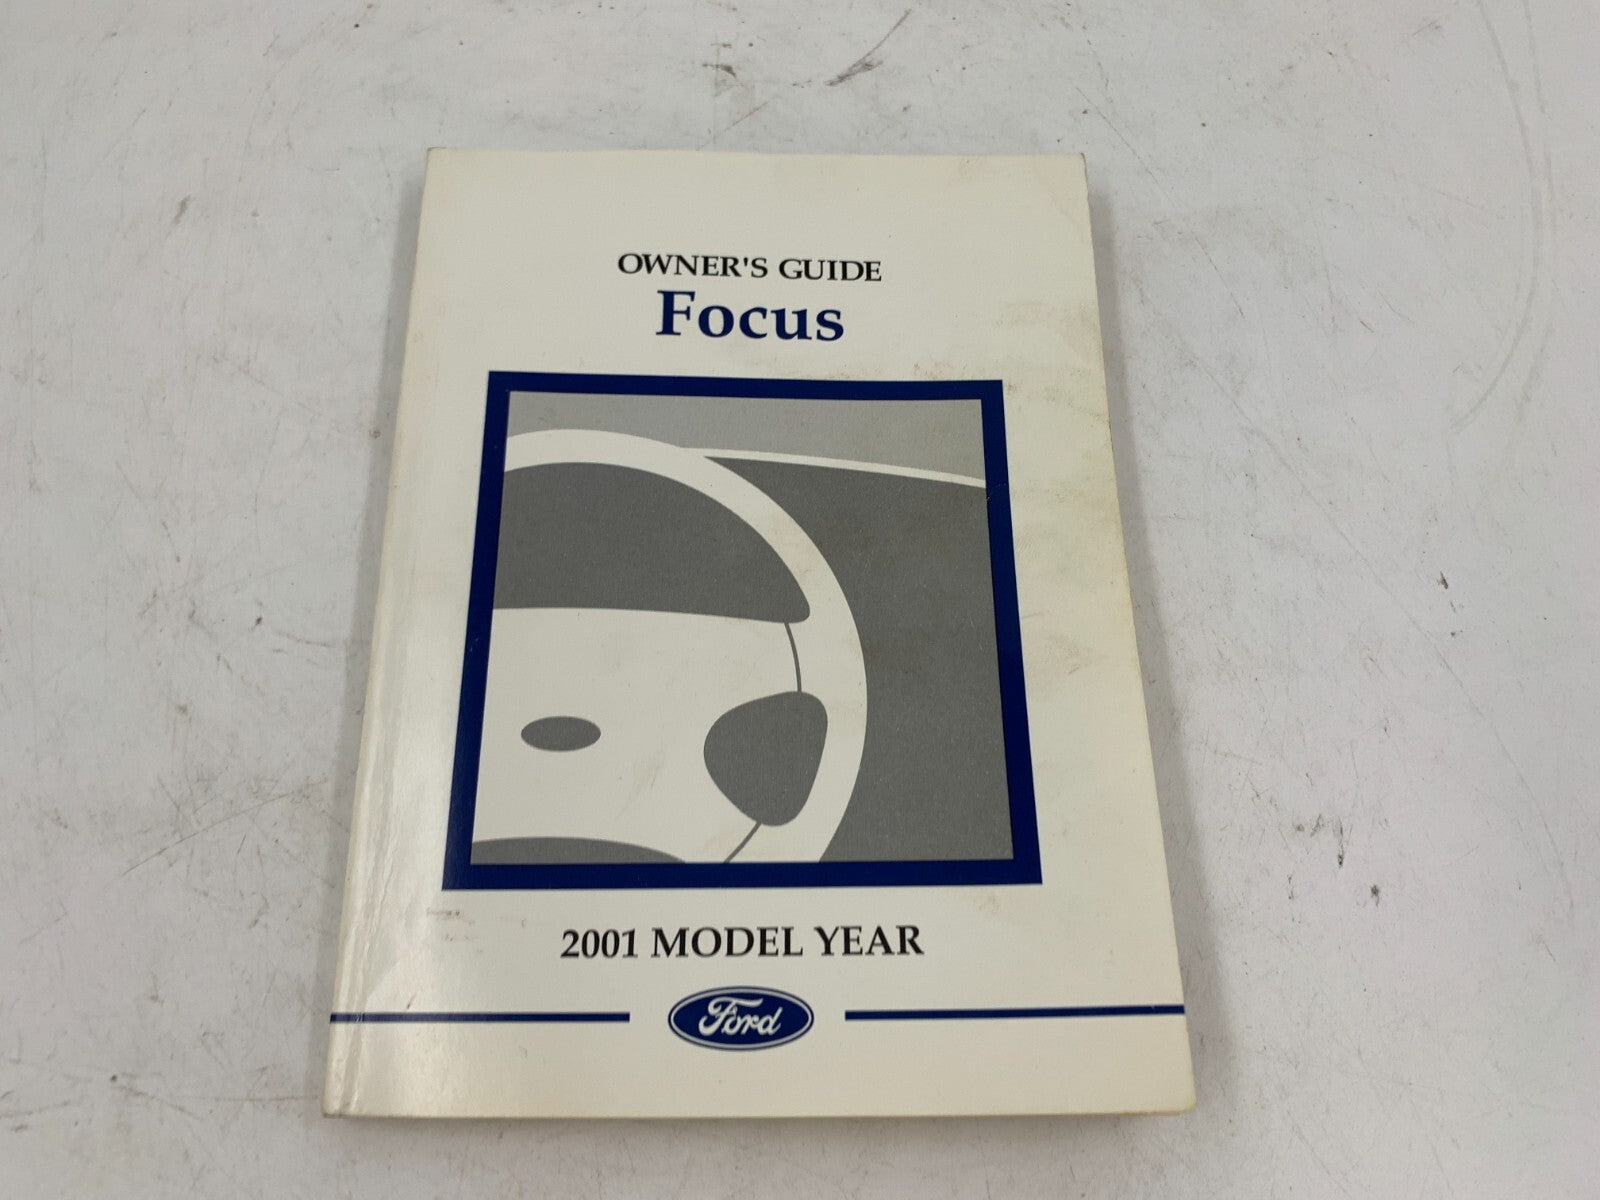 OWNER'S GUIDE
Focus
2001 MODEL YEAR
Ford